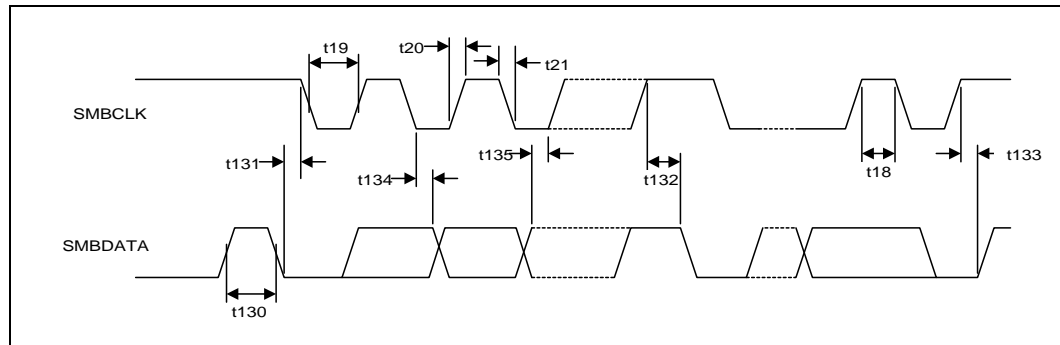 t19
t20
t21
SMBCLK
t131
t135
t132
t18
t133
t134
SMBDATA
t130